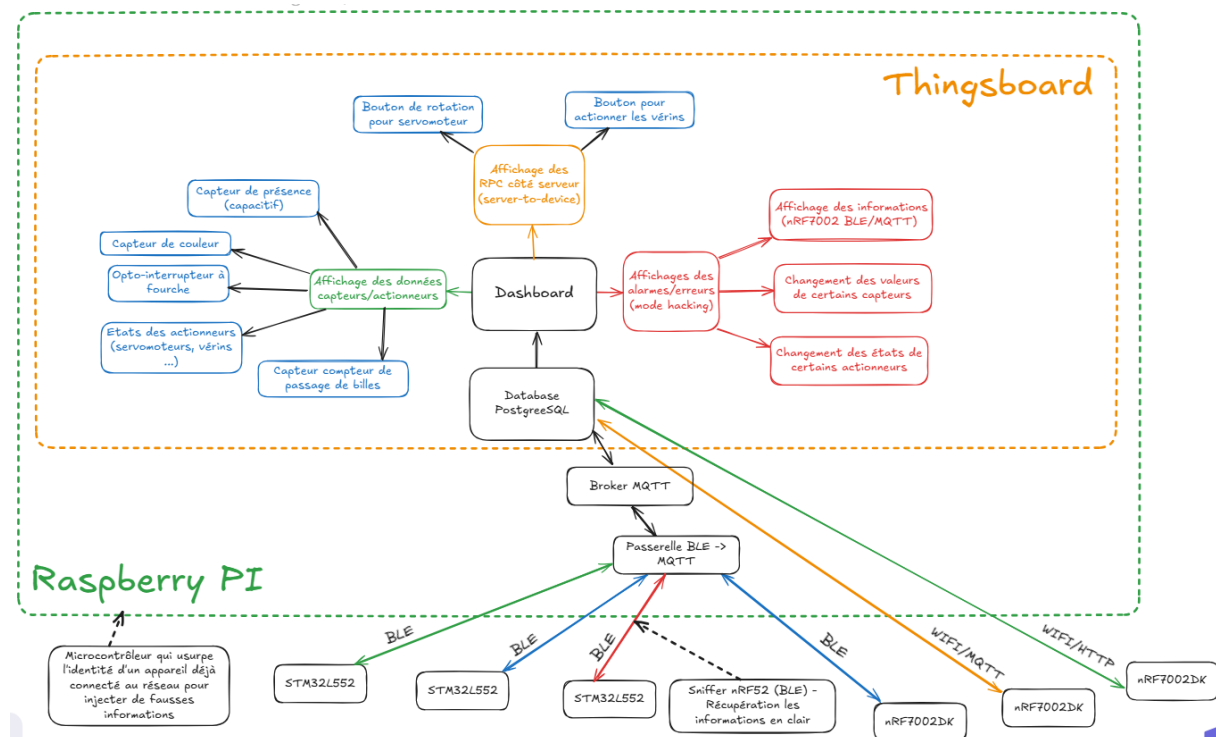 Thingsboard
Bouton de rotation
pour servomoteur
Bouton pour
actionner les vérins
Affichage des
RPC côté serveur
(server-to-device)
Capteur de présence
(capacitif)
Capteur de couleur
Opto-interrupteur à
fourche
Etats des actionneurs
(servomoteurs, vérins
...)
Capteur compteur de
passage de billes
Affichage des données
capteurs/actionneurs
Dashboard
Affichages des
alarmes/erreurs
(mode hacking)
Affichage des informations
(nRF7002 BLE/MQTT)
Changement des valeurs
de certains capteurs
Changement des états de
certains actionneurs
Database
PostgreeSQL
Broker MQTT
Passerelle BLE ->
MQTT
Raspberry PI
BLE
BLE
BLE
BLE
WIFI/MQTT
WIFI/HTTP
Microcontrôleur qui usurpe
l'identité d'un appareil déjà
connecté au réseau pour
injecter de fausses
informations
STM32L552
STM32L552
STM32L552
Sniffer nRF52 (BLE) -
Récupération les
informations en clair
nRF7002DK
nRF7002DK
nRF7002DK